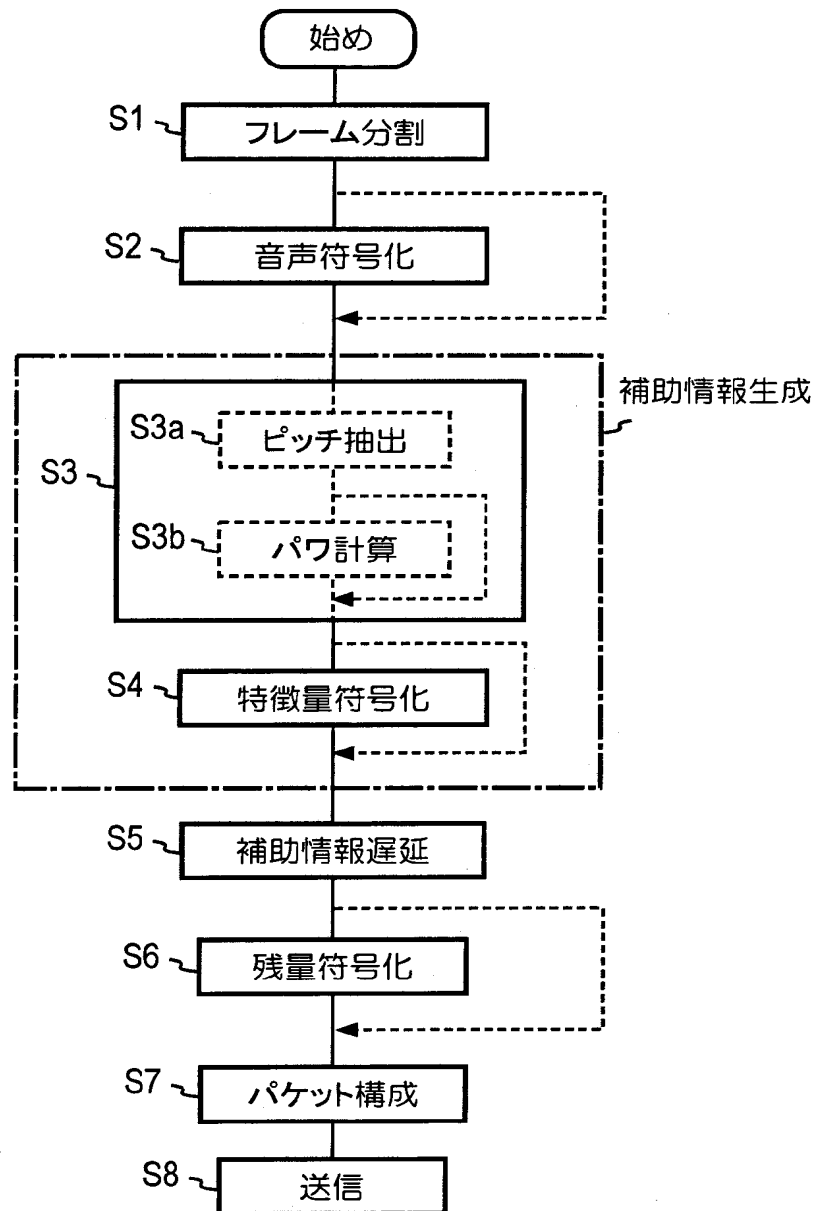 始め
S1
フレーム分割
S2
音声符号化
補助情報生成
S3
S3a
ピッチ抽出
S3b
パワ計算
S4
特徴量符号化
S5
補助情報遅延
S6
残量符号化
S7
パケット構成
S8
送信